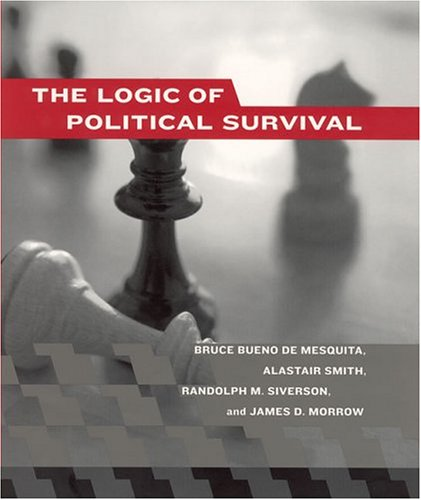 THE LOGIC OF
POLITICAL SURVIVAL
BRUCE BUENO DE MESQUITA,
ALASTAIR SMITH,
RANDOLPH M. SIVERSON,
and JAMES D. MORROW